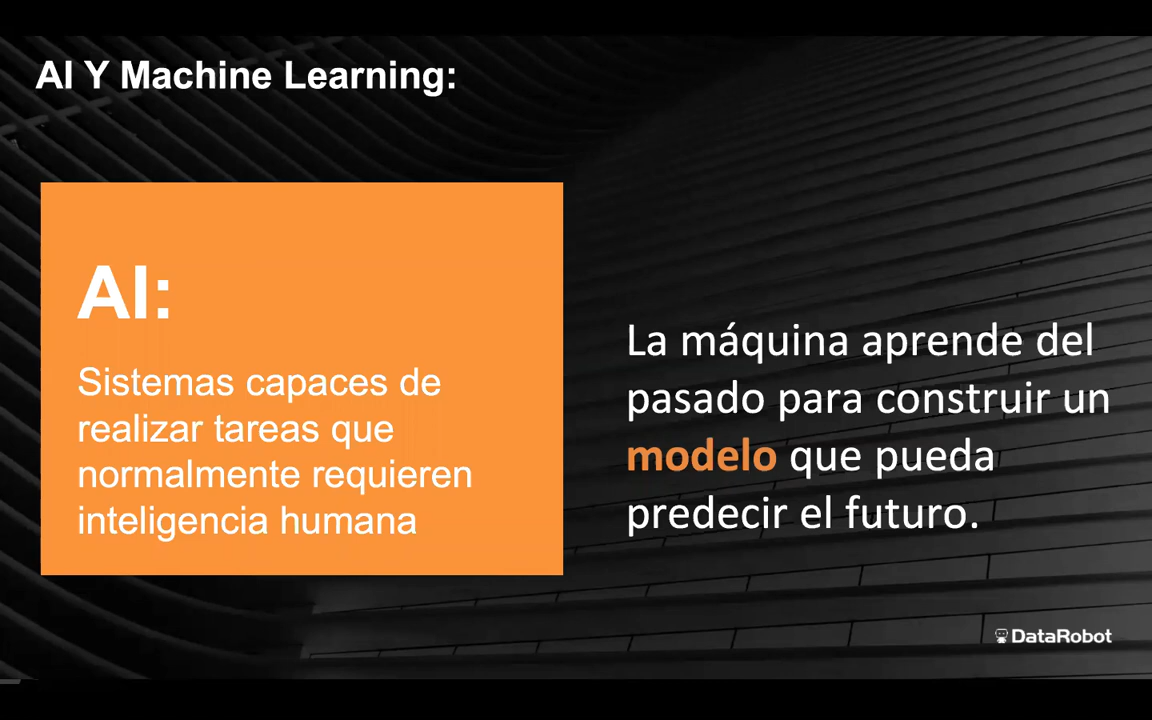 AI Y Machine Learning:
AI:
Sistemas capaces de
realizar tareas que
normalmente requieren
inteligencia humana
La máquina aprende del
pasado para construir un
modelo que pueda
predecir el futuro.
DataRobot